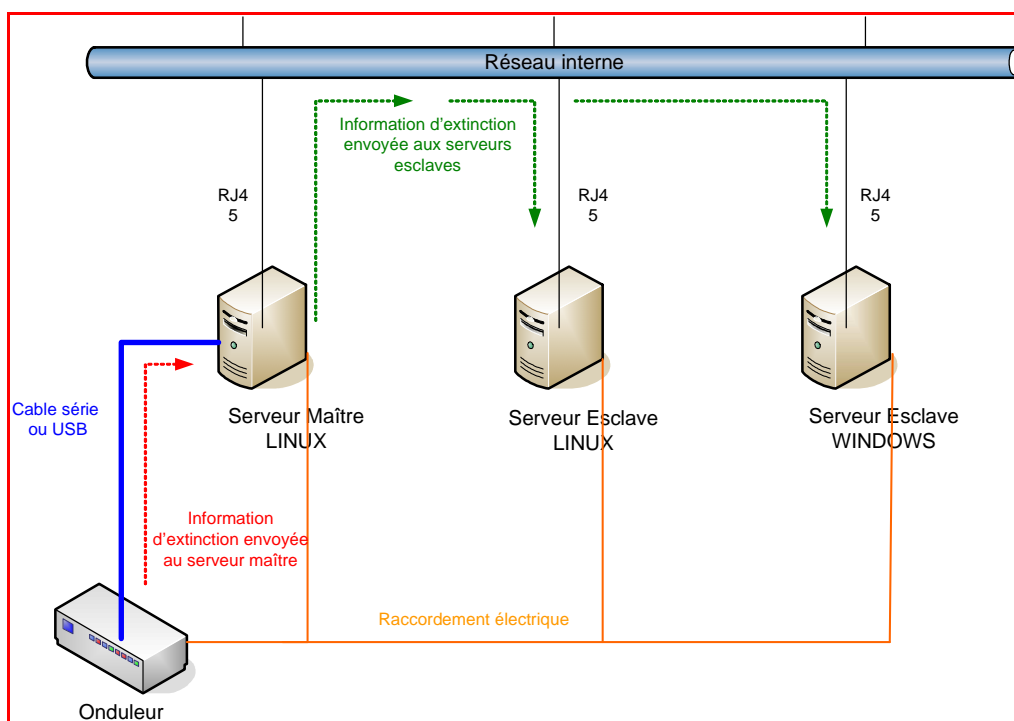 Réseau interne
Information d'extinction
envoyée aux serveurs
esclaves
RJ4
5
RJ4
5
RJ4
5
Serveur Maître
LINUX
Serveur Esclave
LINUX
Serveur Esclave
WINDOWS
Cable série
ou USB
Information
d'extinction envoyée
au serveur maître
Raccordement électrique
Onduleur